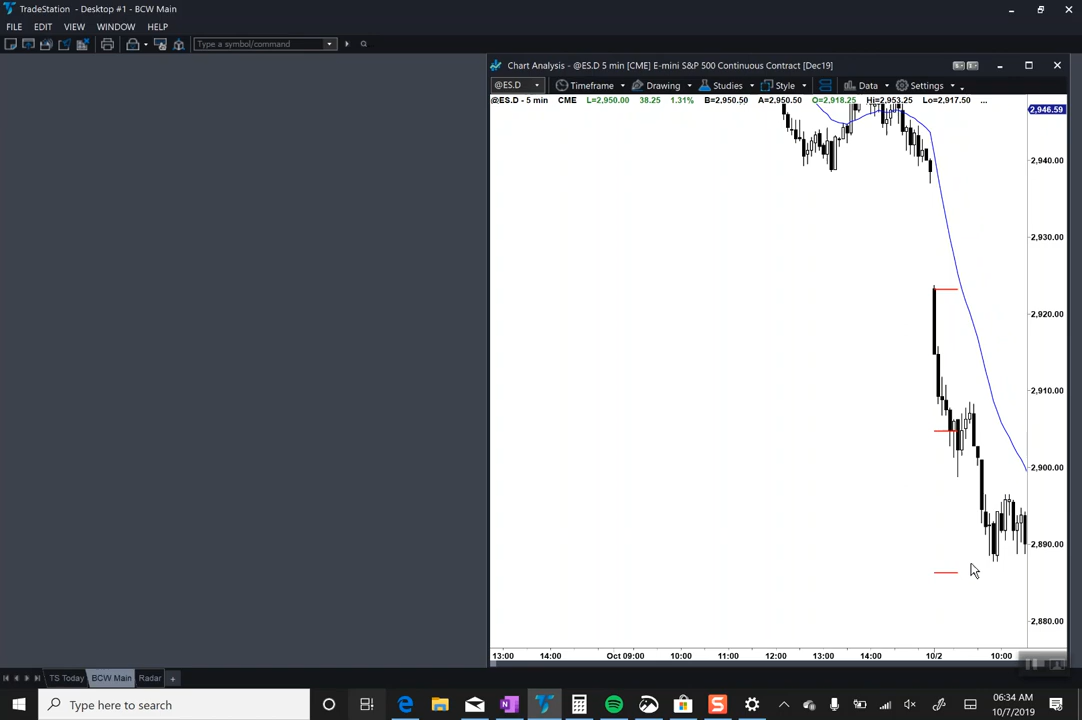 TradeStation - Desktop #1 - BCW Main
FILE EDIT VIEW WINDOW HELP
Type a symbol/command
Chart Analysis - @ES.D 5 min [CME] E-mini S&P 500 Continuous Contract [Dec19]
@ES.D Timeframe Drawing Studies Style Data Settings
@ES.D - 5 min CME L=2,950.00 38.25 1.31% B=2,950.50 A=2,950.50 O=2,918.25 Hi=2,953.25 Lo=2,917.50 ...
2,946.59
2,940.00
2,930.00
2,920.00
2,910.00
2,900.00
2,890.00
2,880.00
13:00 14:00 Oct 09:00 10:00 11:00 12:00 13:00 14:00 10/2 10:00
TS Today BCW Main Radar +
Type here to search
06:34 AM
10/7/2019